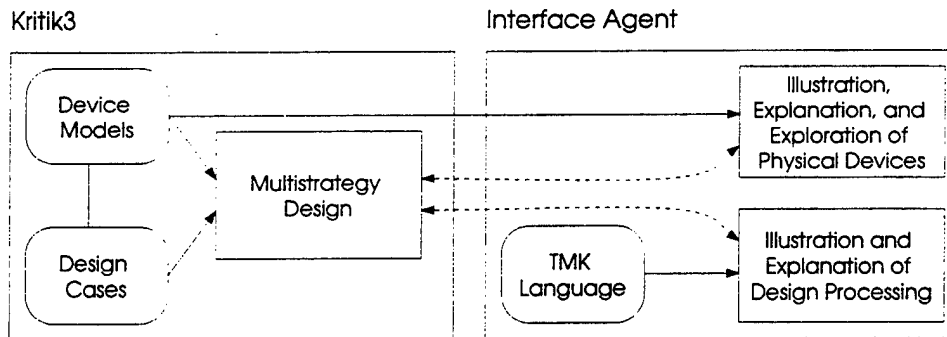 Kritik3
Interface Agent
Device
Models
Multistrategy
Design
Design
Cases
Illustration,
Explanation, and
Exploration of
Physical Devices
TMK
Language
Illustration and
Explanation of
Design Processing